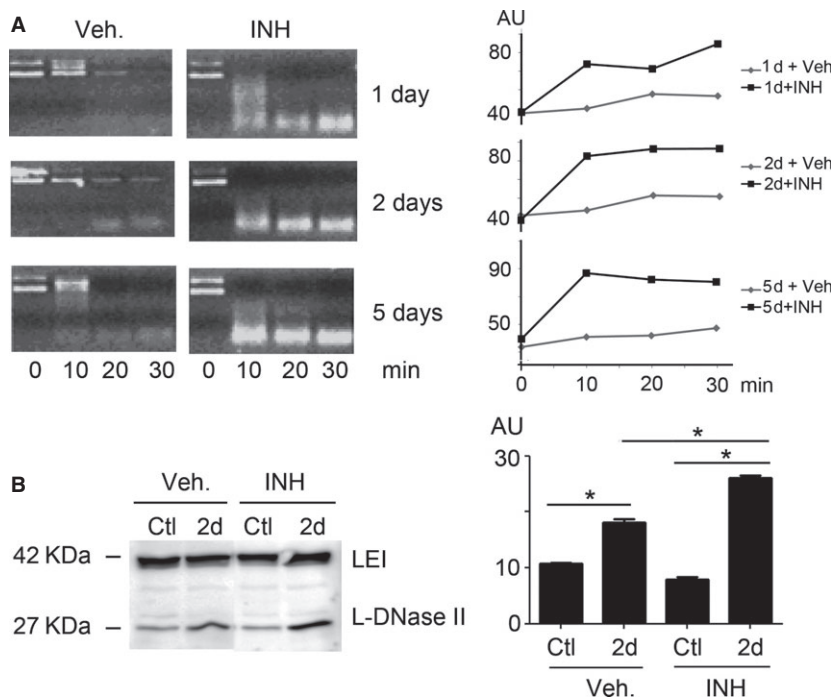 A
Veh. INH
1 day
2 days
5 days
0 10 20 30 0 10 20 30 min
AU
80
40
1d + Veh
1d+INH
80
40
2d + Veh
2d+INH
90
50
5d + Veh
5d+INH
0 10 20 30 min
B
Veh. INH
Ctl 2d Ctl 2d
42 KDa – LEI
27 KDa – L-DNase II
AU
30
10
0
* * *
Ctl 2d Ctl 2d
Veh. INH